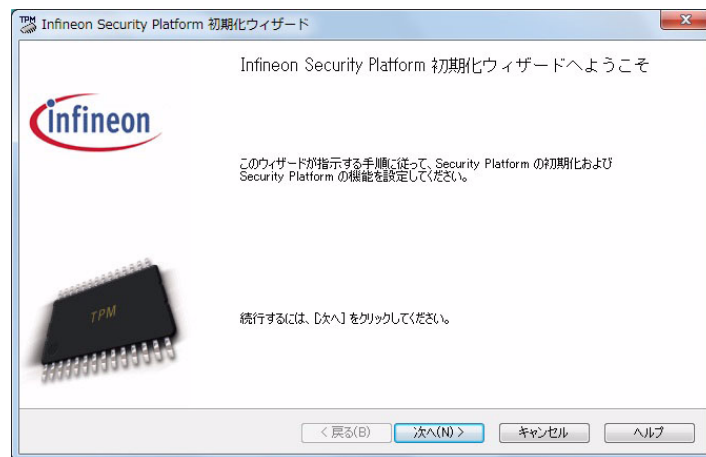 Infineon Security Platform 初期化ウィザード
Infineon Security Platform 初期化ウィザードへようこそ
infineon
このウィザードが指示する手順に従って、Security Platform の初期化および
Security Platform の機能を設定してください。
TPM
続行するには、[次へ] をクリックしてください。
< 戻る(B) 次へ(N) > キャンセル ヘルプ